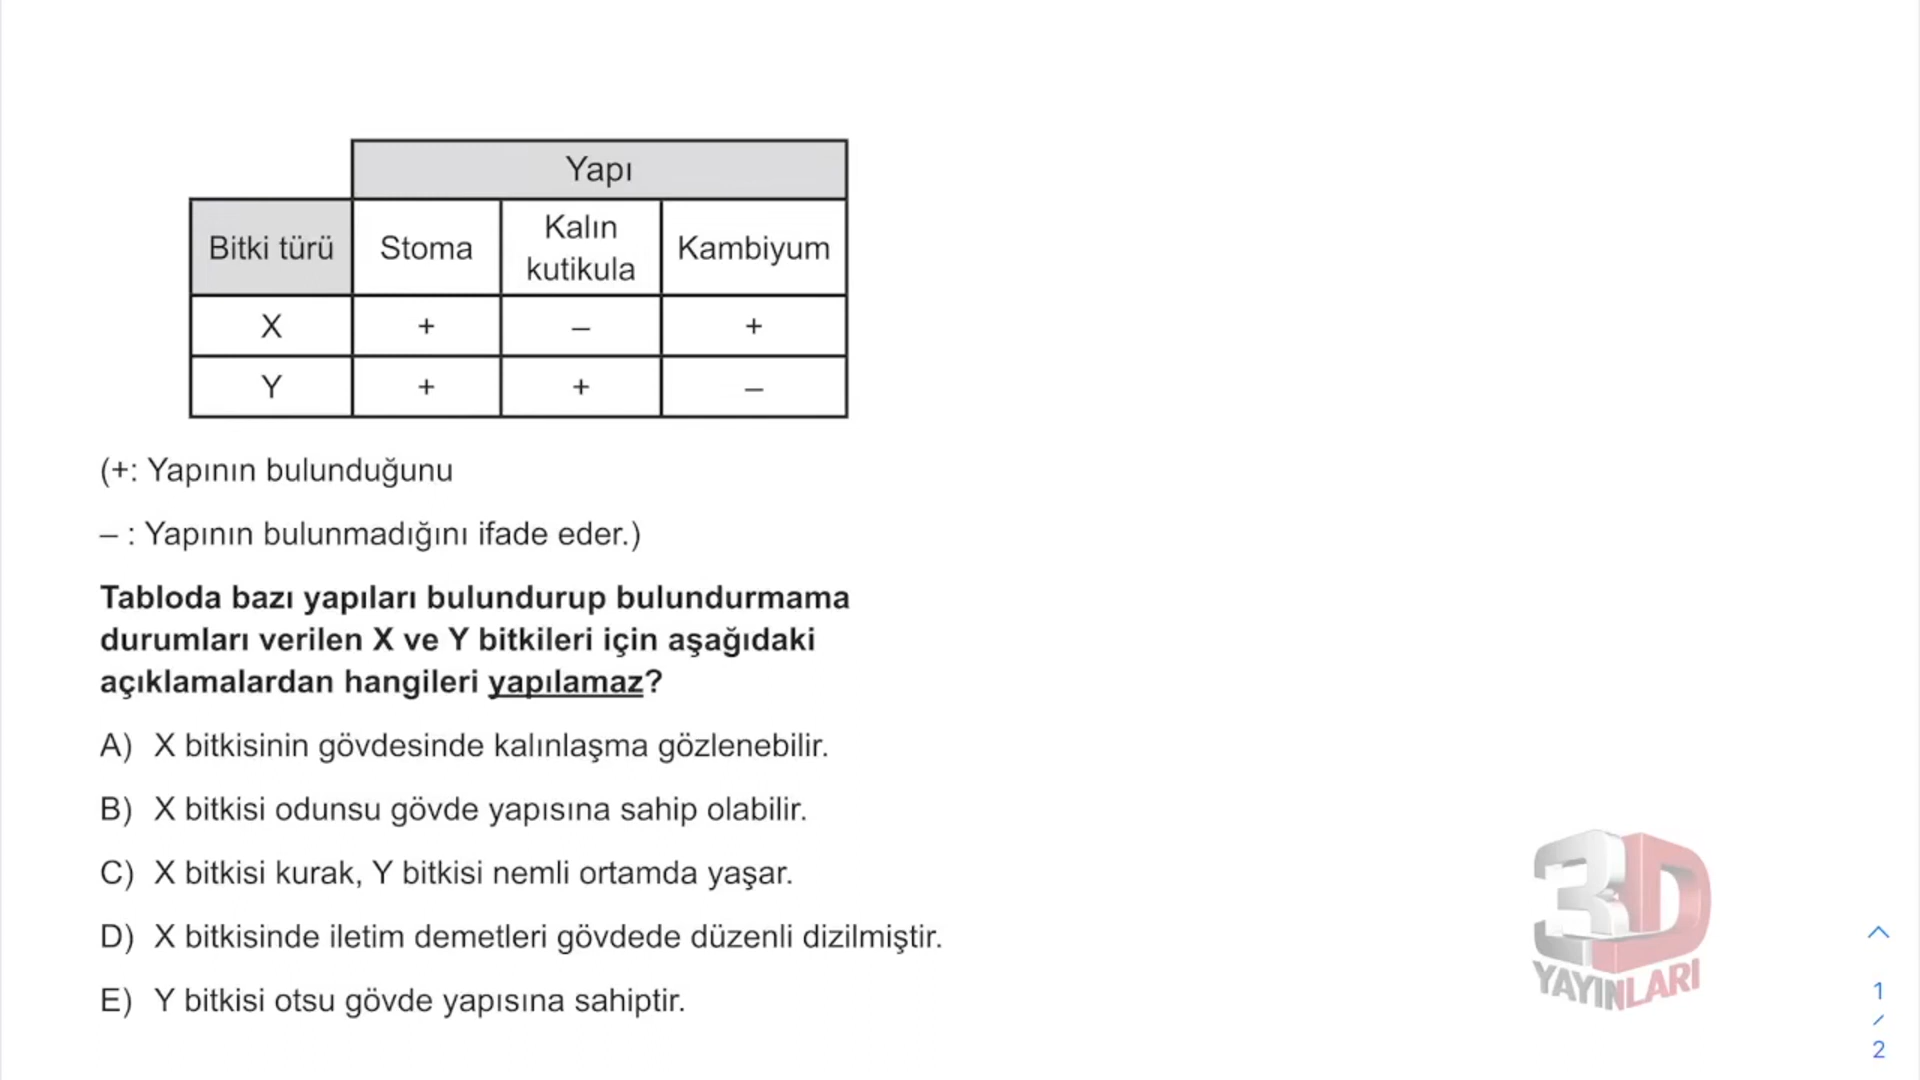 Yapı
Bitki türü Stoma Kalın kutikula Kambiyum
X + – +
Y + + –
(+: Yapının bulunduğunu
– : Yapının bulunmadığını ifade eder.)
Tabloda bazı yapıları bulundurup bulundurmama
durumları verilen X ve Y bitkileri için aşağıdaki
açıklamalardan hangileri yapılamaz?
A) X bitkisinin gövdesinde kalınlaşma gözlenebilir.
B) X bitkisi odunsu gövde yapısına sahip olabilir.
C) X bitkisi kurak, Y bitkisi nemli ortamda yaşar.
D) X bitkisinde iletim demetleri gövdede düzenli dizilmiştir.
E) Y bitkisi otsu gövde yapısına sahiptir.
3D
YAYINLARI
1
/
2